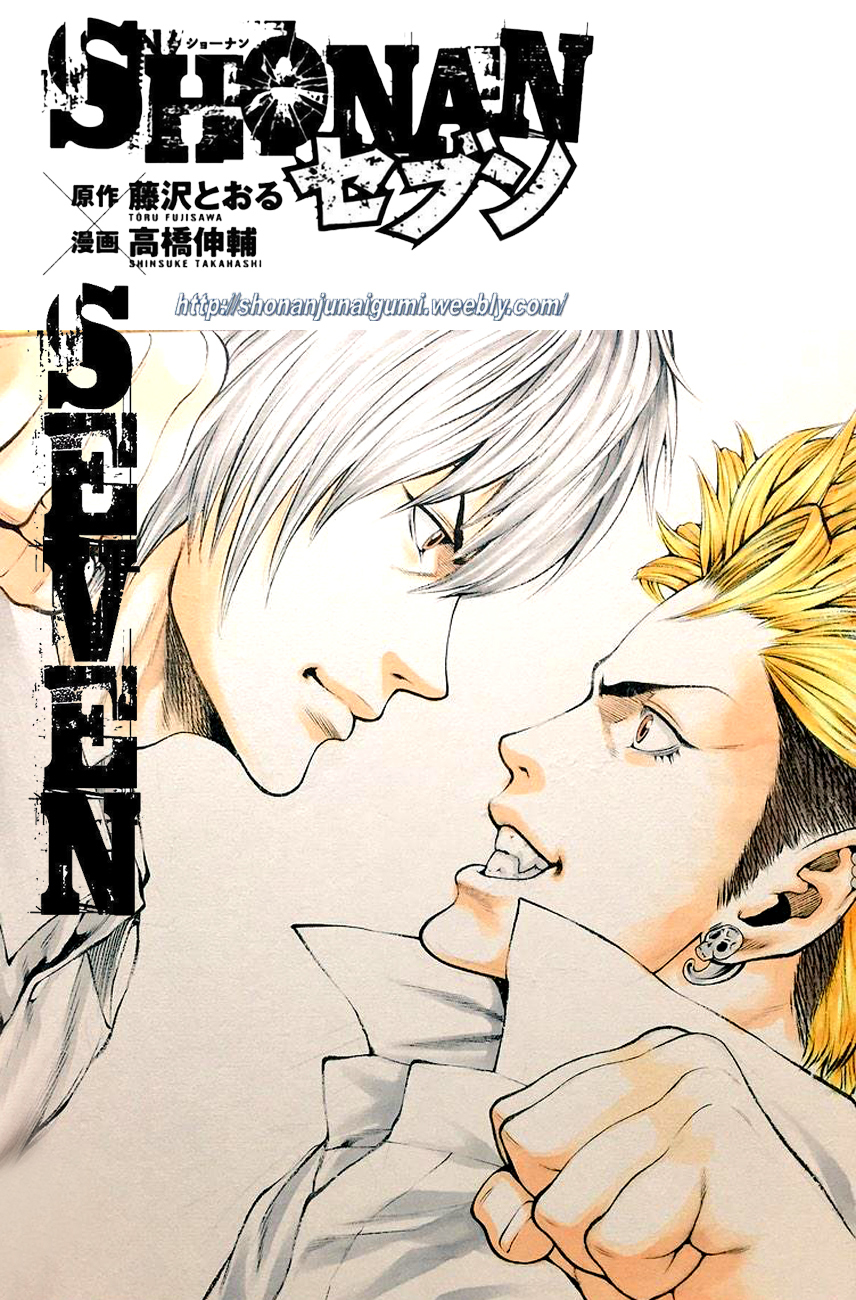 ショーナン
SHONAN
セブン
原作 藤沢とおる
TŌRU FUJISAWA
漫画 高橋伸輔
SHINSUKE TAKAHASHI
http://shonanjunaigumi.weebly.com/
SEVEN